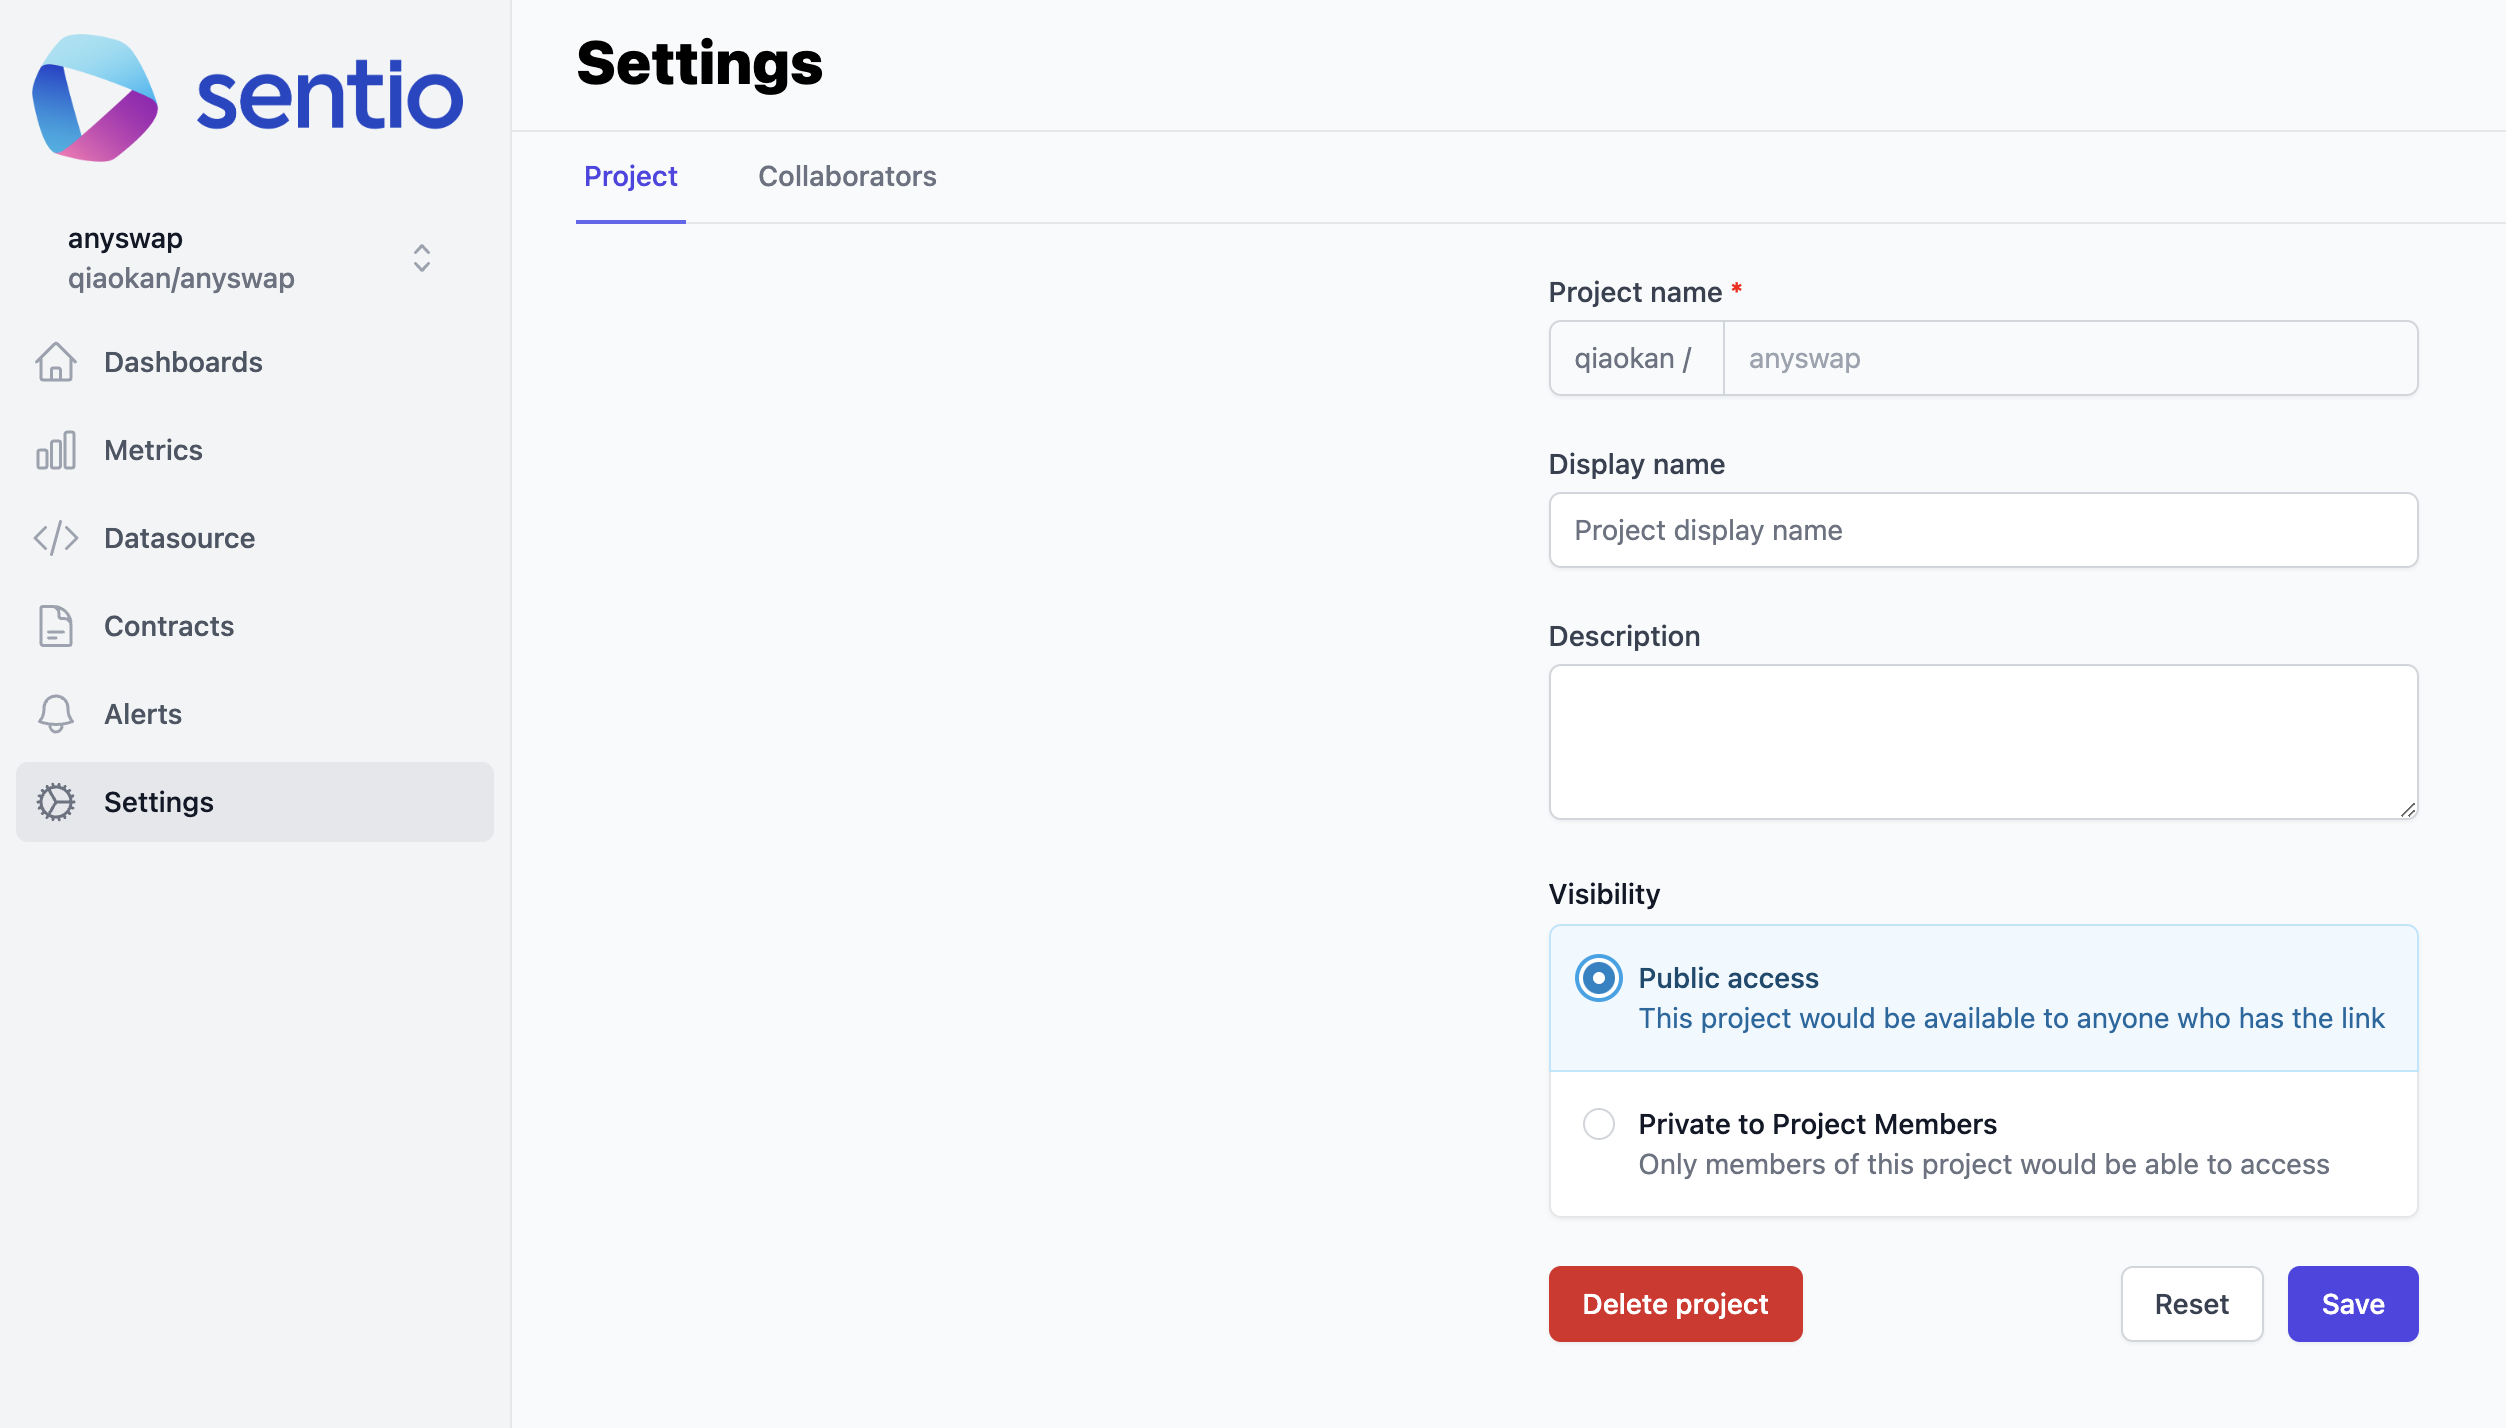 sentio
anyswap
qiaokan/anyswap
Dashboards
Metrics
Datasource
Contracts
Alerts
Settings
Settings
Project
Collaborators
Project name *
qiaokan / anyswap
Display name
Project display name
Description
Visibility
Public access
This project would be available to anyone who has the link
Private to Project Members
Only members of this project would be able to access
Delete project
Reset
Save